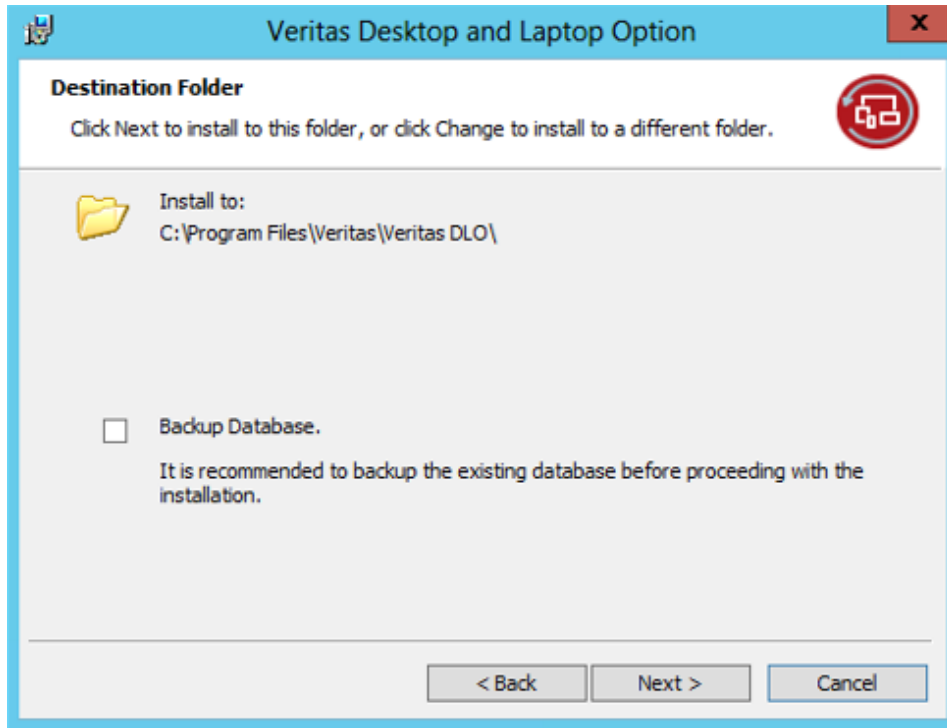 Veritas Desktop and Laptop Option
x
Destination Folder
Click Next to install to this folder, or click Change to install to a different folder.
Install to:
C:\Program Files\Veritas\Veritas DLO\
Backup Database.
It is recommended to backup the existing database before proceeding with the
installation.
< Back
Next >
Cancel